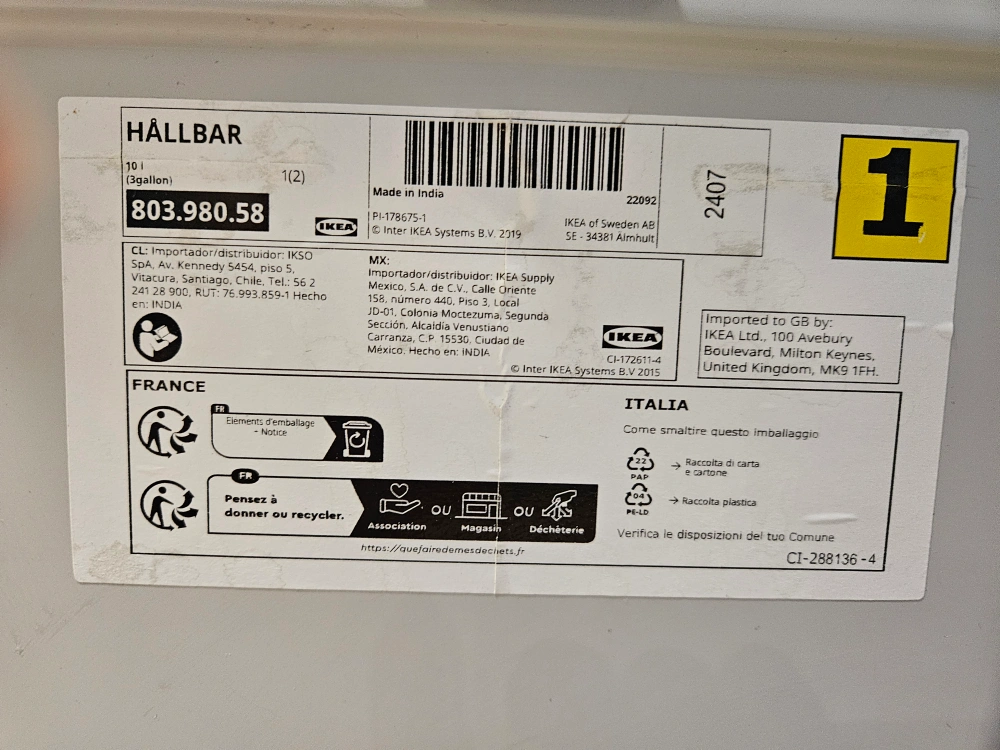 HÅLLBAR
10 l
(3gallon)
1(2)
803.980.58
IKEA
Made in India
22092
PI-178675-1
© Inter IKEA Systems B.V. 2019
IKEA of Sweden AB
SE - 34381 Älmhult
2407
1
CL: Importador/distribuidor: IKSO
SpA, Av. Kennedy 5454, piso 5,
Vitacura, Santiago, Chile, Tel.: 56 2
241 28 900, RUT: 76.993.859-1 Hecho
en: INDIA
MX:
Importador/distribuidor: IKEA Supply
Mexico, S.A. de C.V., Calle Oriente
158, número 440, Piso 3, Local
JD-01, Colonia Moctezuma, Segunda
Sección, Alcaldía Venustiano
Carranza, C.P. 15530, Ciudad de
México. Hecho en: INDIA
IKEA
CI-172611-4
© Inter IKEA Systems B.V 2015
Imported to GB by:
IKEA Ltd., 100 Avebury
Boulevard, Milton Keynes,
United Kingdom, MK9 1FH.
FRANCE
FR
Elements d'emballage
- Notice
FR
Pensez à
donner ou recycler.
Association
OU
Magasin
OU
Déchèterie
https://quefairedemesdechets.fr
ITALIA
Come smaltire questo imballaggio
22
PAP
→ Raccolta di carta
e cartone
04
PE-LD
→ Raccolta plastica
Verifica le disposizioni del tuo Comune
CI-288136-4